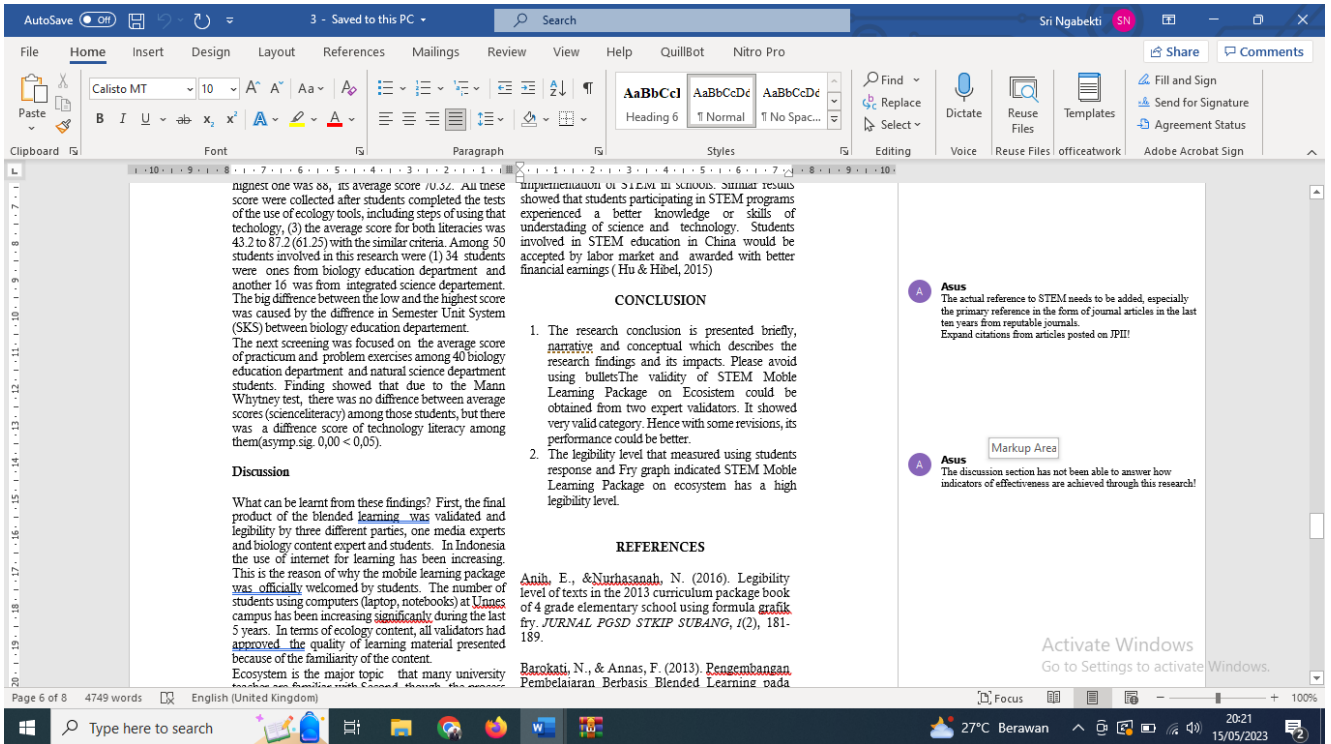 AutoSave Off
3 - Saved to this PC
Search
Sri Ngabekti SN
File Home Insert Design Layout References Mailings Review View Help QuillBot Nitro Pro
Share Comments
Paste
Clipboard
Calisto MT 10
Font
Paragraph
AaBbCcI AaBbCcDd AaBbCcDd
Heading 6 ¶ Normal ¶ No Spac...
Styles
Find
Replace
Select
Editing
Dictate
Voice
Reuse Files
Reuse Files
Templates
officeatwork
Fill and Sign
Send for Signature
Agreement Status
Adobe Acrobat Sign
highest one was 88, its average score 70.32. All these
score were collected after students completed the tests
of the use of ecology tools, including steps of using that
techology, (3) the average score for both literacies was
43.2 to 87.2 (61.25) with the similar criteria. Among 50
students involved in this research were (1) 34 students
were ones from biology education department and
another 16 was from integrated science departement.
The big diffrence between the low and the highest score
was caused by the diffrence in Semester Unit System
(SKS) between biology education departement.
The next screening was focused on the average score
of practicum and problem exercises among 40 biology
education department and natural science department
students. Finding showed that due to the Mann
Whytney test, there was no diffrence between average
scores (scienceliteracy) among those students, but there
was a diffrence score of technology literacy among
them(asymp.sig. 0,00 < 0,05).
Discussion
What can be learnt from these findings? First, the final
product of the blended learning was validated and
legibility by three different parties, one media experts
and biology content expert and students. In Indonesia
the use of internet for learning has been increasing.
This is the reason of why the mobile learning package
was officially welcomed by students. The number of
students using computers (laptop, notebooks) at Unnes
campus has been increasing significanly during the last
5 years. In terms of ecology content, all validators had
approved the quality of learning material presented
because of the familiarity of the content.
Ecosystem is the major topic that many university
teacher are familiar with Second, though, the process
implementation of STEM in schools. Similar results
showed that students participating in STEM programs
experienced a better knowledge or skills of
understading of science and technology. Students
involved in STEM education in China would be
accepted by labor market and awarded with better
financial earnings ( Hu & Hibel, 2015)
CONCLUSION
1. The research conclusion is presented briefly,
narrative and conceptual which describes the
research findings and its impacts. Please avoid
using bulletsThe validity of STEM Moble
Learning Package on Ecosistem could be
obtained from two expert validators. It showed
very valid category. Hence with some revisions, its
performance could be better.
2. The legibility level that measured using students
response and Fry graph indicated STEM Moble
Learning Package on ecosystem has a high
legibility level.
REFERENCES
Anih, E., &Nurhasanah, N. (2016). Legibility
level of texts in the 2013 curriculum package book
of 4 grade elementary school using formula grafik
fry. JURNAL PGSD STKIP SUBANG, 1(2), 181-
189.
Barokati, N., & Annas, F. (2013). Pengembangan
Pembelajaran Berbasis Blended Learning pada
A Asus
The actual reference to STEM needs to be added, especially
the primary reference in the form of journal articles in the last
ten years from reputable journals.
Expand citations from articles posted on JPII!
Markup Area
A Asus
The discussion section has not been able to answer how
indicators of effectiveness are achieved through this research!
Activate Windows
Go to Settings to activate Windows.
Page 6 of 8 4749 words English (United Kingdom) Focus 100%
Type here to search
27°C Berawan
20:21
15/05/2023
2